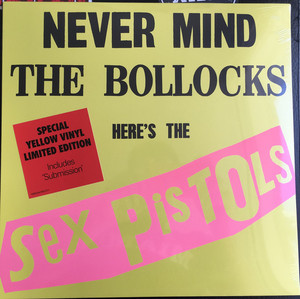 NEVER MIND
THE BOLLOCKS
HERE'S THE
SPECIAL
YELLOW VINYL
LIMITED EDITION
Includes
'Submission'
Sex PisTOls